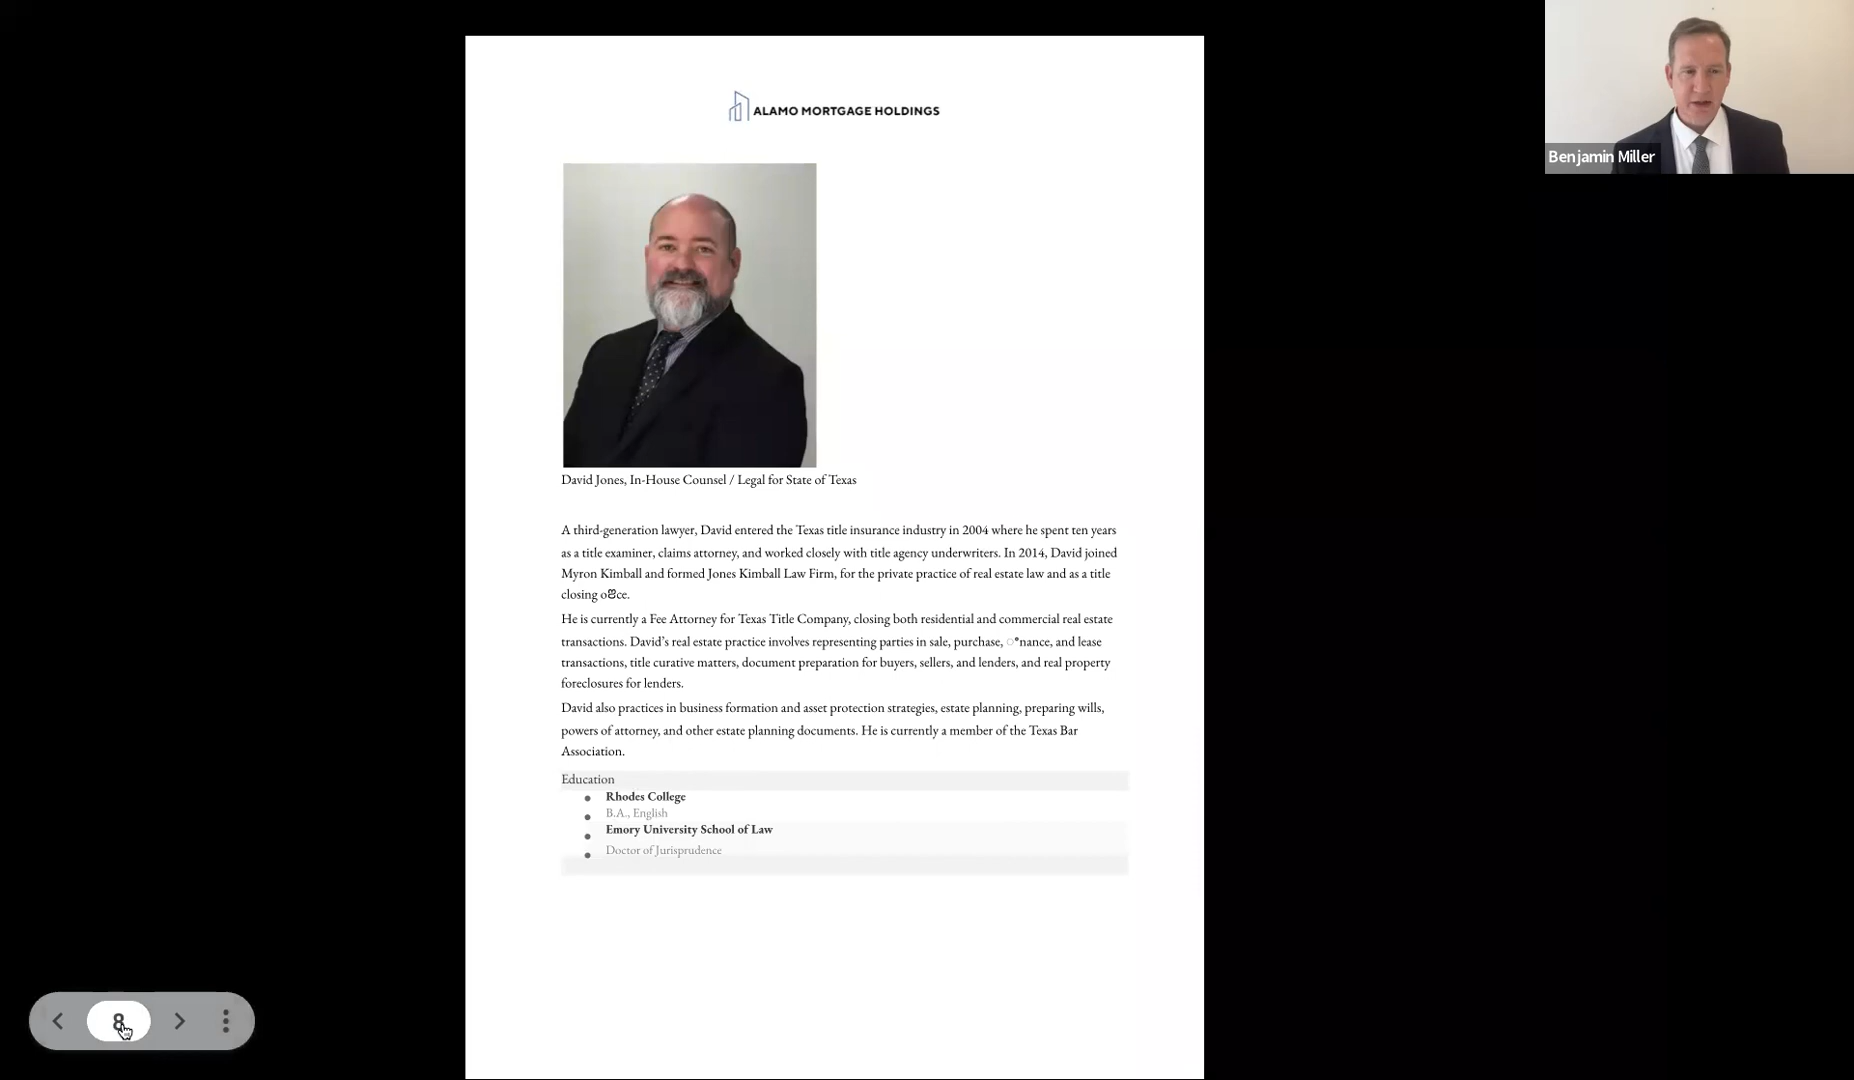 ALAMO MORTGAGE HOLDINGS
Benjamin Miller
David Jones, In-House Counsel / Legal for State of Texas
A third-generation lawyer, David entered the Texas title insurance industry in 2004 where he spent ten years
as a title examiner, claims attorney, and worked closely with title agency underwriters. In 2014, David joined
Myron Kimball and formed Jones Kimball Law Firm, for the private practice of real estate law and as a title
closing
He is currently a Fee Attorney for Texas Title Company, closing both residential and commercial real estate
transactions. David’s real estate practice involves representing parties in sale, purchase, ంnance, and lease
transactions, title curative matters, document preparation for buyers, sellers, and lenders, and real property
foreclosures for lenders.
David also practices in business formation and asset protection strategies, estate planning, preparing wills,
powers of attorney, and other estate planning documents. He is currently a member of the Texas Bar
Association.
Education
Rhodes College
B.A., English
Emory University School of Law
Doctor of Jurisprudence
8